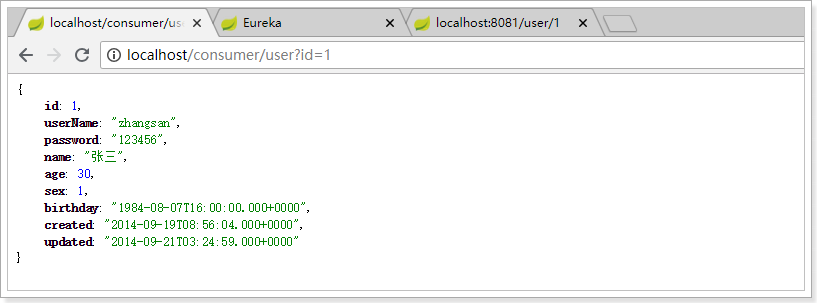 localhost/consumer/use
Eureka
localhost:8081/user/1
localhost/consumer/user?id=1
{
id: 1,
userName: "zhangsan",
password: "123456",
name: "张三",
age: 30,
sex: 1,
birthday: "1984-08-07T16:00:00.000+0000",
created: "2014-09-19T08:56:04.000+0000",
updated: "2014-09-21T03:24:59.000+0000"
}